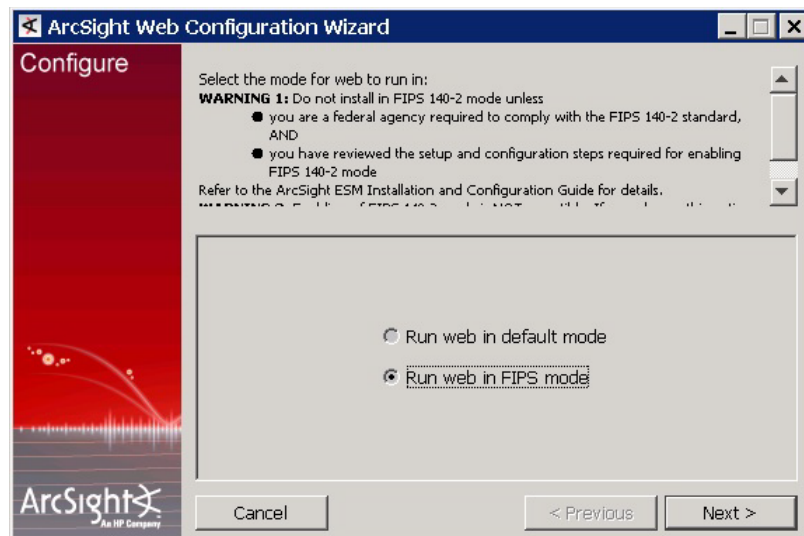 ArcSight Web Configuration Wizard
Configure
Select the mode for web to run in:
WARNING 1: Do not install in FIPS 140-2 mode unless
● you are a federal agency required to comply with the FIPS 140-2 standard,
AND
● you have reviewed the setup and configuration steps required for enabling
FIPS 140-2 mode
Refer to the ArcSight ESM Installation and Configuration Guide for details.
Run web in default mode
Run web in FIPS mode
ArcSight
An HP Company
Cancel
< Previous
Next >